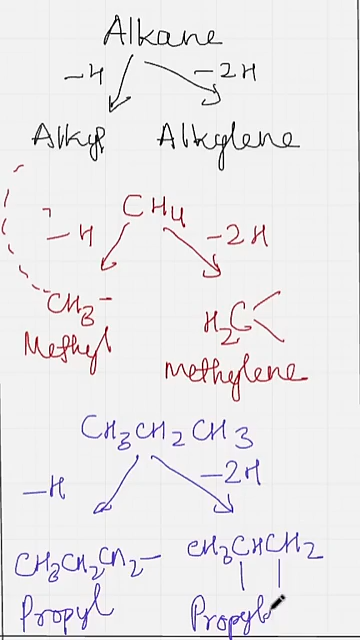 Alkane
-H -2H
Alkyl Alkylene
CH4
-H -2H
CH3- H2C<
Methyl Methylene
CH3CH2CH3
-H -2H
CH3CH2CH2- CH3CHCH2
Propyl Propyl